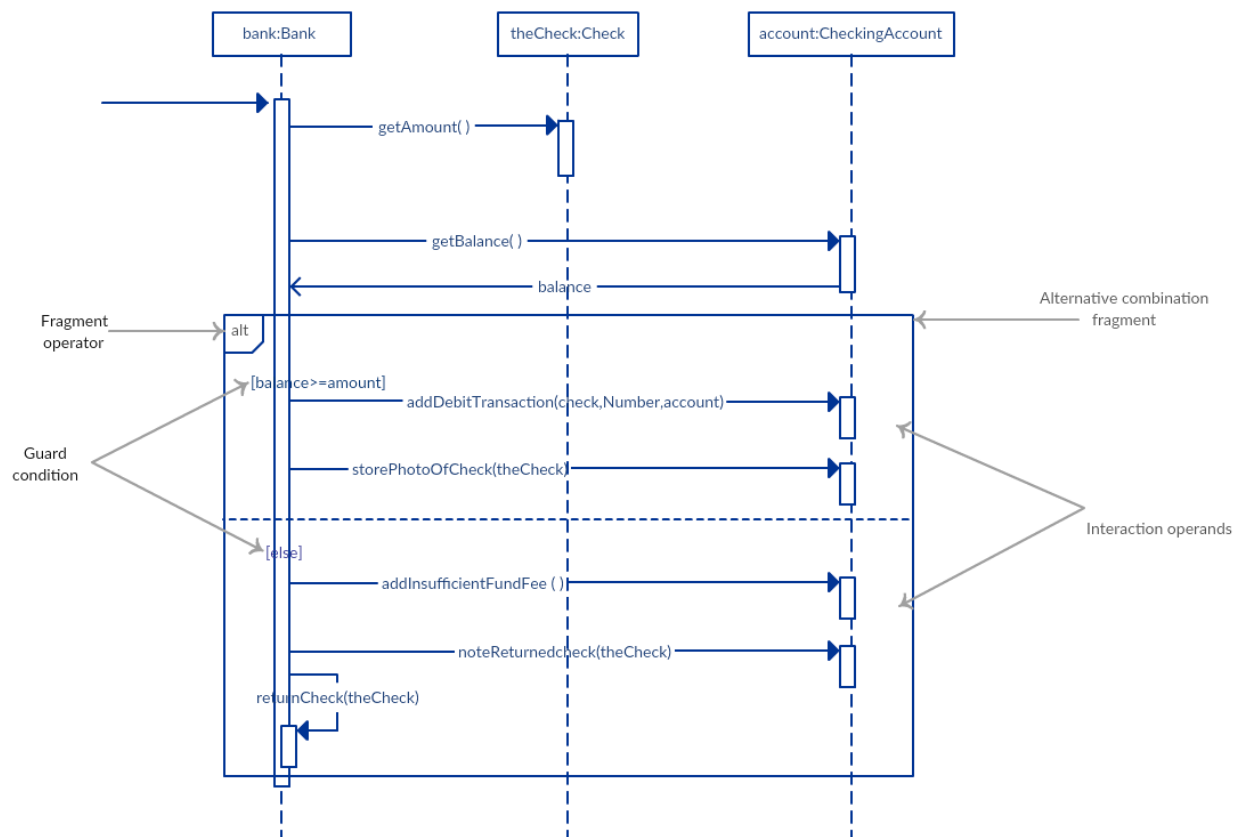 bank:Bank
theCheck:Check
account:CheckingAccount
getAmount( )
getBalance( )
balance
Alternative combination
fragment
Fragment
operator
alt
[balance>=amount]
addDebitTransaction(check,Number,account)
Guard
condition
storePhotoOfCheck(theCheck)
Interaction operands
[else]
addInsufficientFundFee ( )
noteReturnedcheck(theCheck)
returnCheck(theCheck)